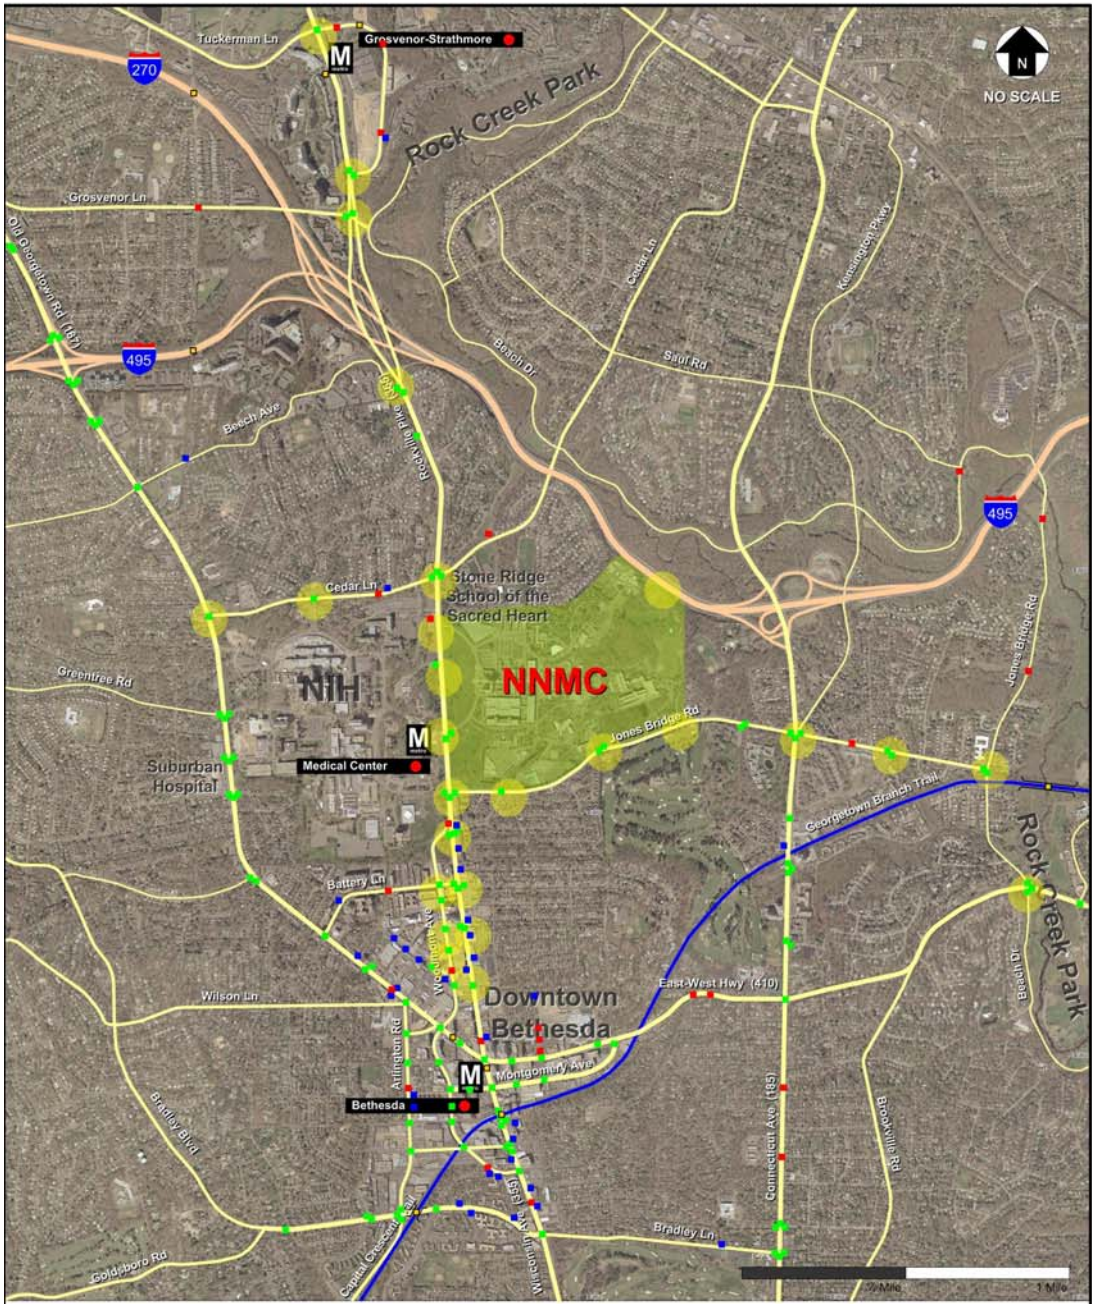 Tuckerman Ln
M
metro
Grosvenor-Strathmore
N
NO SCALE
270
Rock Creek Park
Grosvenor Ln
Old Georgetown Rd (187)
Cedar Ln
Kensington Pkwy
495
Beach Dr
Saul Rd
Beech Ave
Rockville Pike (355)
495
Cedar Ln
Stone Ridge
School of the
Sacred Heart
Jones Bridge Rd
Greentree Rd
NIH
NNMC
M
metro
Medical Center
Jones Bridge Rd
Suburban
Hospital
Georgetown Branch Trail
Rock Creek Park
Battery Ln
Woodmont Ave
Beach Dr
Wilson Ln
Downtown
Bethesda
East-West Hwy (410)
Arlington Rd
M
Montgomery Ave
Bethesda
Bradley Blvd
Connecticut Ave (185)
Brookville Rd
Wisconsin Ave (355)
Capital Crescent Trail
Bradley Ln
Goldsboro Rd
½ Mile
1 Mile